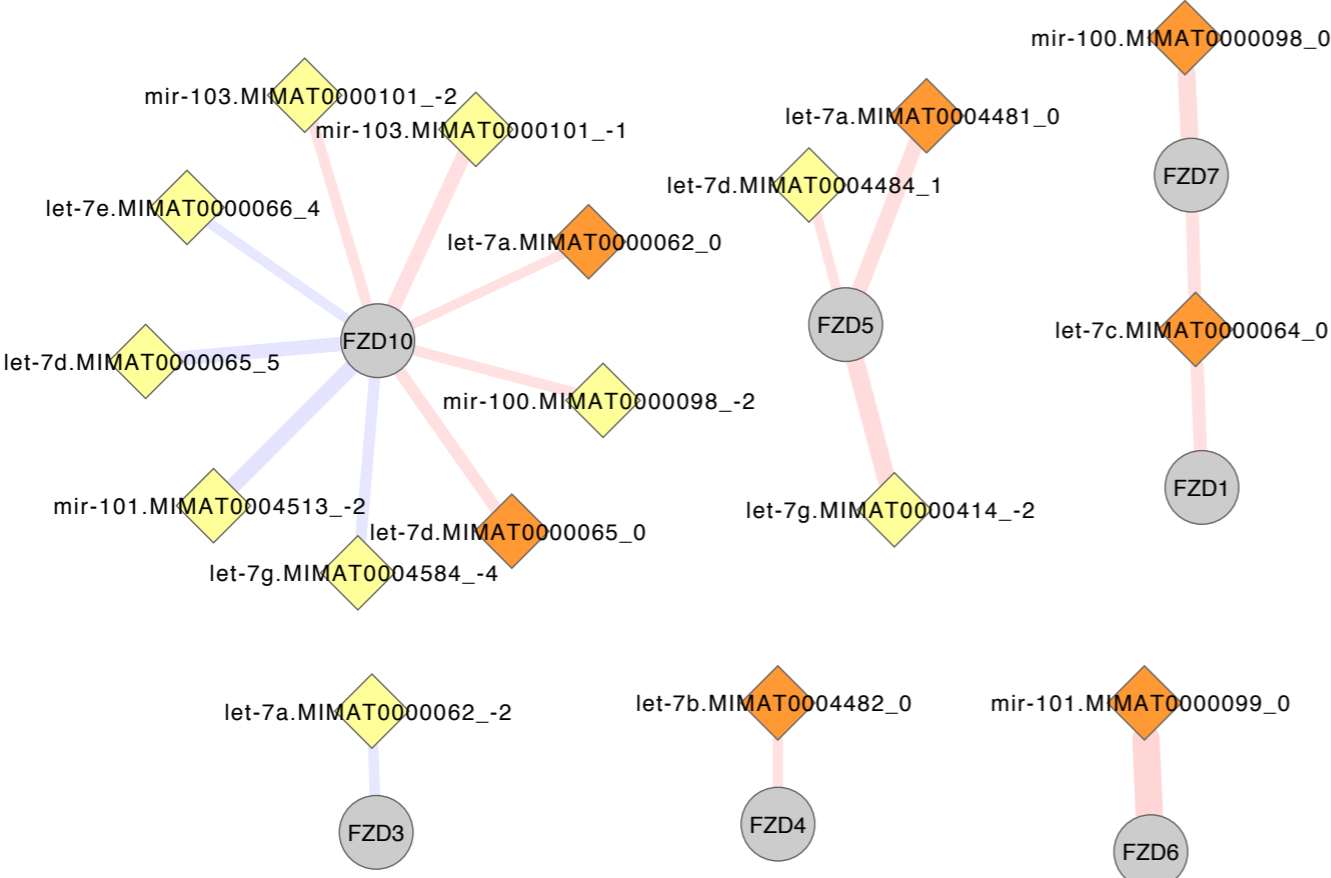 mir-100.MIMAT0000098_0
mir-103.MIMAT0000101_-2
let-7a.MIMAT0004481_0
mir-103.MIMAT0000101_-1
FZD7
let-7d.MIMAT0004484_1
let-7e.MIMAT0000066_4
let-7a.MIMAT0000062_0
FZD5
let-7c.MIMAT0000064_0
FZD10
let-7d.MIMAT0000065_5
mir-100.MIMAT0000098_-2
FZD1
mir-101.MIMAT0004513_-2
let-7g.MIMAT0000414_-2
let-7d.MIMAT0000065_0
let-7g.MIMAT0004584_-4
let-7a.MIMAT0000062_-2
let-7b.MIMAT0004482_0
mir-101.MIMAT0000099_0
FZD3
FZD4
FZD6